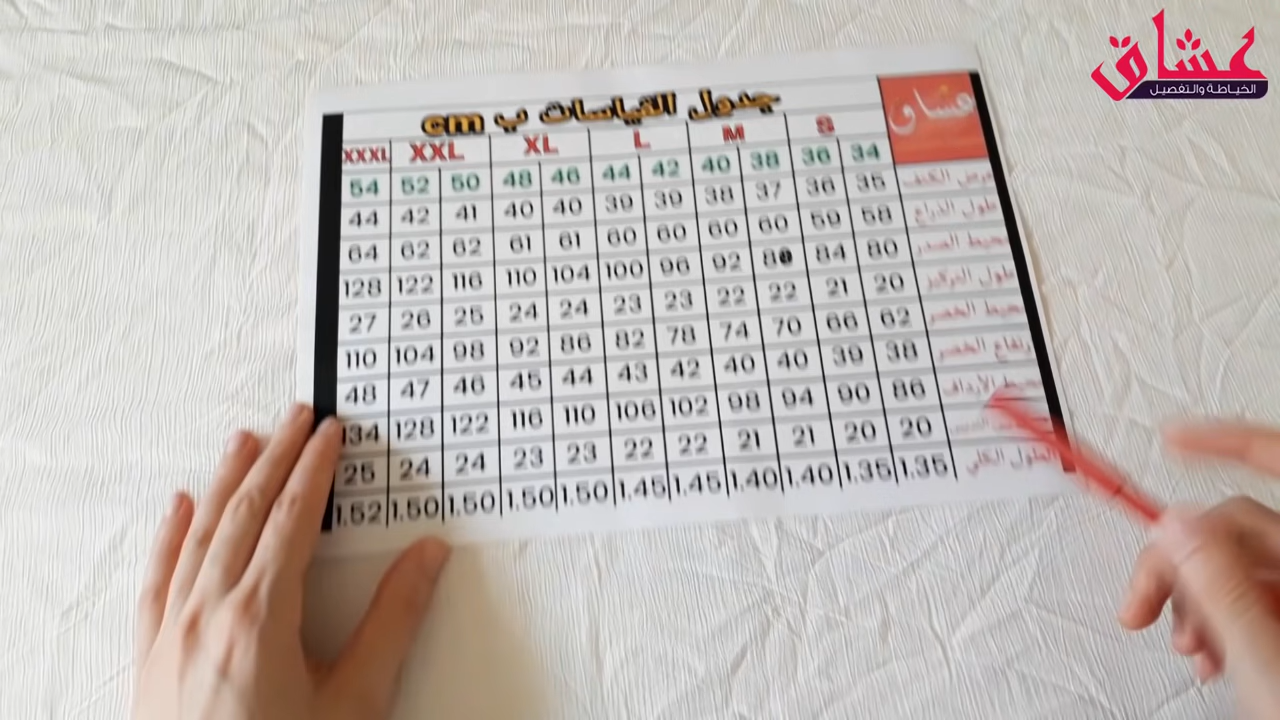 عشاق
الخياطة والتفصيل
جدول القياسات ب cm
عشاق
S M L XL XXL XXXL
34 36 38 40 42 44 46 48 50 52 54
عرض الكتف 35 36 37 38 39 39 40 40 41 42 44
طول الذراع 58 59 60 60 60 60 61 61 62 62 64
محيط الصدر 80 84 92 96 100 104 110 116 122 128
طول 20 21 22 22 23 23 24 24 25 26 27
محيط الخصر 62 66 70 74 78 82 86 92 98 104 110
ارتفاع الخصر 38 39 40 40 42 43 44 45 46 47 48
محيط الأرداف 86 90 94 98 102 106 110 116 122 128 134
20 20 21 21 22 22 23 23 24 24 25
الطول الكلي 1.35 1.35 1.40 1.40 1.45 1.45 1.50 1.50 1.50 1.50 1.52